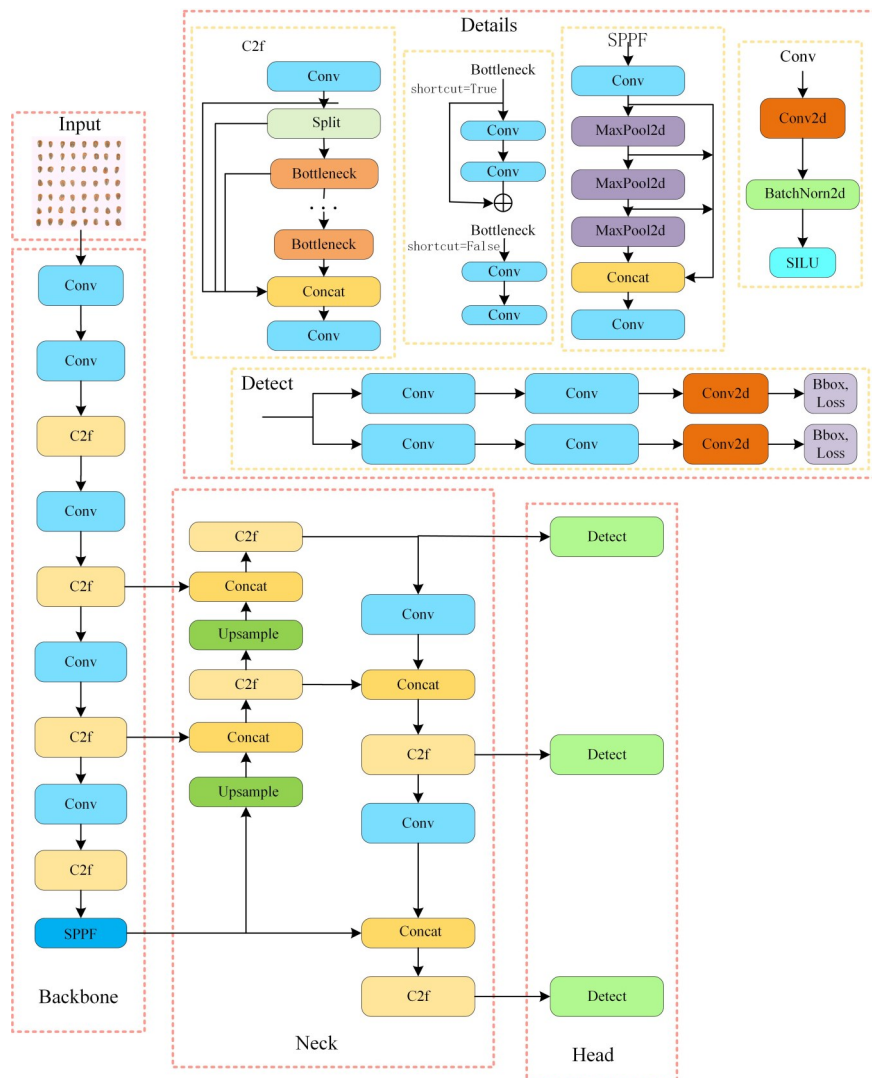 Details
C2f
Conv
Split
Bottleneck
...
Bottleneck
Concat
Conv
Bottleneck
shortcut=True
Conv
Conv
Bottleneck
shortcut=False
Conv
Conv
SPPF
Conv
MaxPool2d
MaxPool2d
MaxPool2d
Concat
Conv
Conv
Conv2d
BatchNorn2d
SILU
Detect
Conv
Conv
Conv2d
Bbox,
Loss
Conv
Conv
Conv2d
Bbox,
Loss
Input
Conv
Conv
C2f
Conv
C2f
Conv
C2f
Conv
C2f
SPPF
Backbone
C2f
Concat
Upsample
C2f
Concat
Upsample
Conv
Concat
C2f
Conv
Concat
C2f
Neck
Detect
Detect
Detect
Head